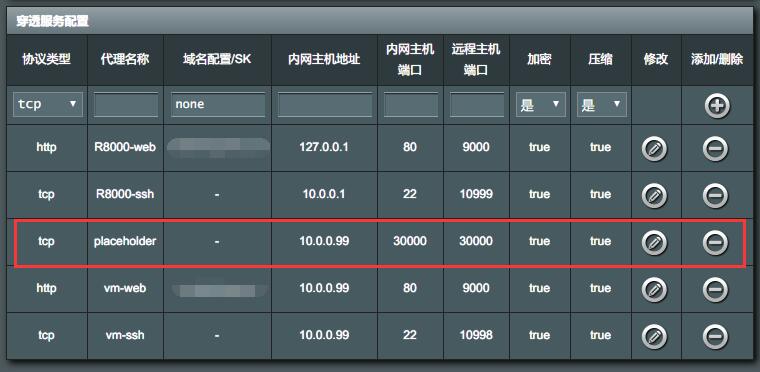 穿透服务配置
协议类型 代理名称 域名配置/SK 内网主机地址 内网主机端口 远程主机端口 加密 压缩 修改 添加/删除
tcp none 是 是
http R8000-web 127.0.0.1 80 9000 true true
tcp R8000-ssh - 10.0.0.1 22 10999 true true
tcp placeholder - 10.0.0.99 30000 30000 true true
http vm-web 10.0.0.99 80 9000 true true
tcp vm-ssh - 10.0.0.99 22 10998 true true